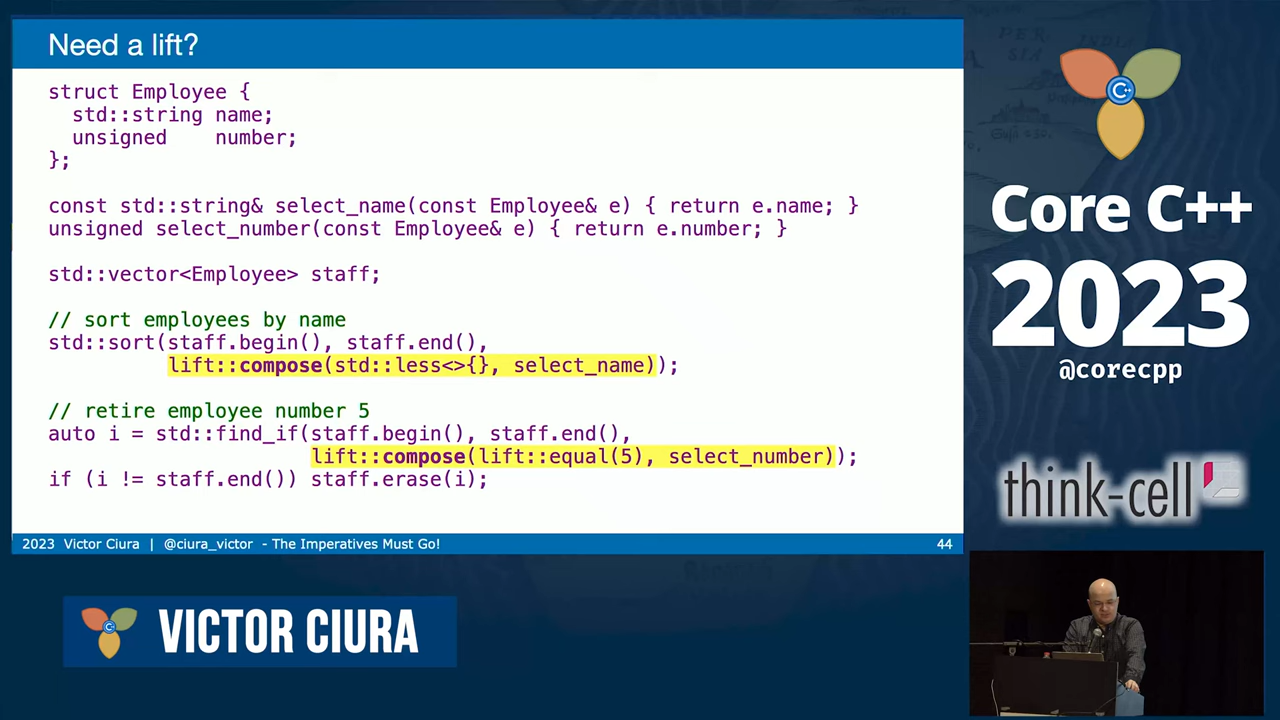 Need a lift?
struct Employee {
std::string name;
unsigned number;
};
const std::string& select_name(const Employee& e) { return e.name; }
unsigned select_number(const Employee& e) { return e.number; }
std::vector<Employee> staff;
// sort employees by name
std::sort(staff.begin(), staff.end(),
lift::compose(std::less<>{}, select_name));
// retire employee number 5
auto i = std::find_if(staff.begin(), staff.end(),
lift::compose(lift::equal(5), select_number));
if (i != staff.end()) staff.erase(i);
2023 Victor Ciura | @ciura_victor - The Imperatives Must Go! 44
C++
Core C++
2023
@corecpp
think-cell
C++
VICTOR CIURA